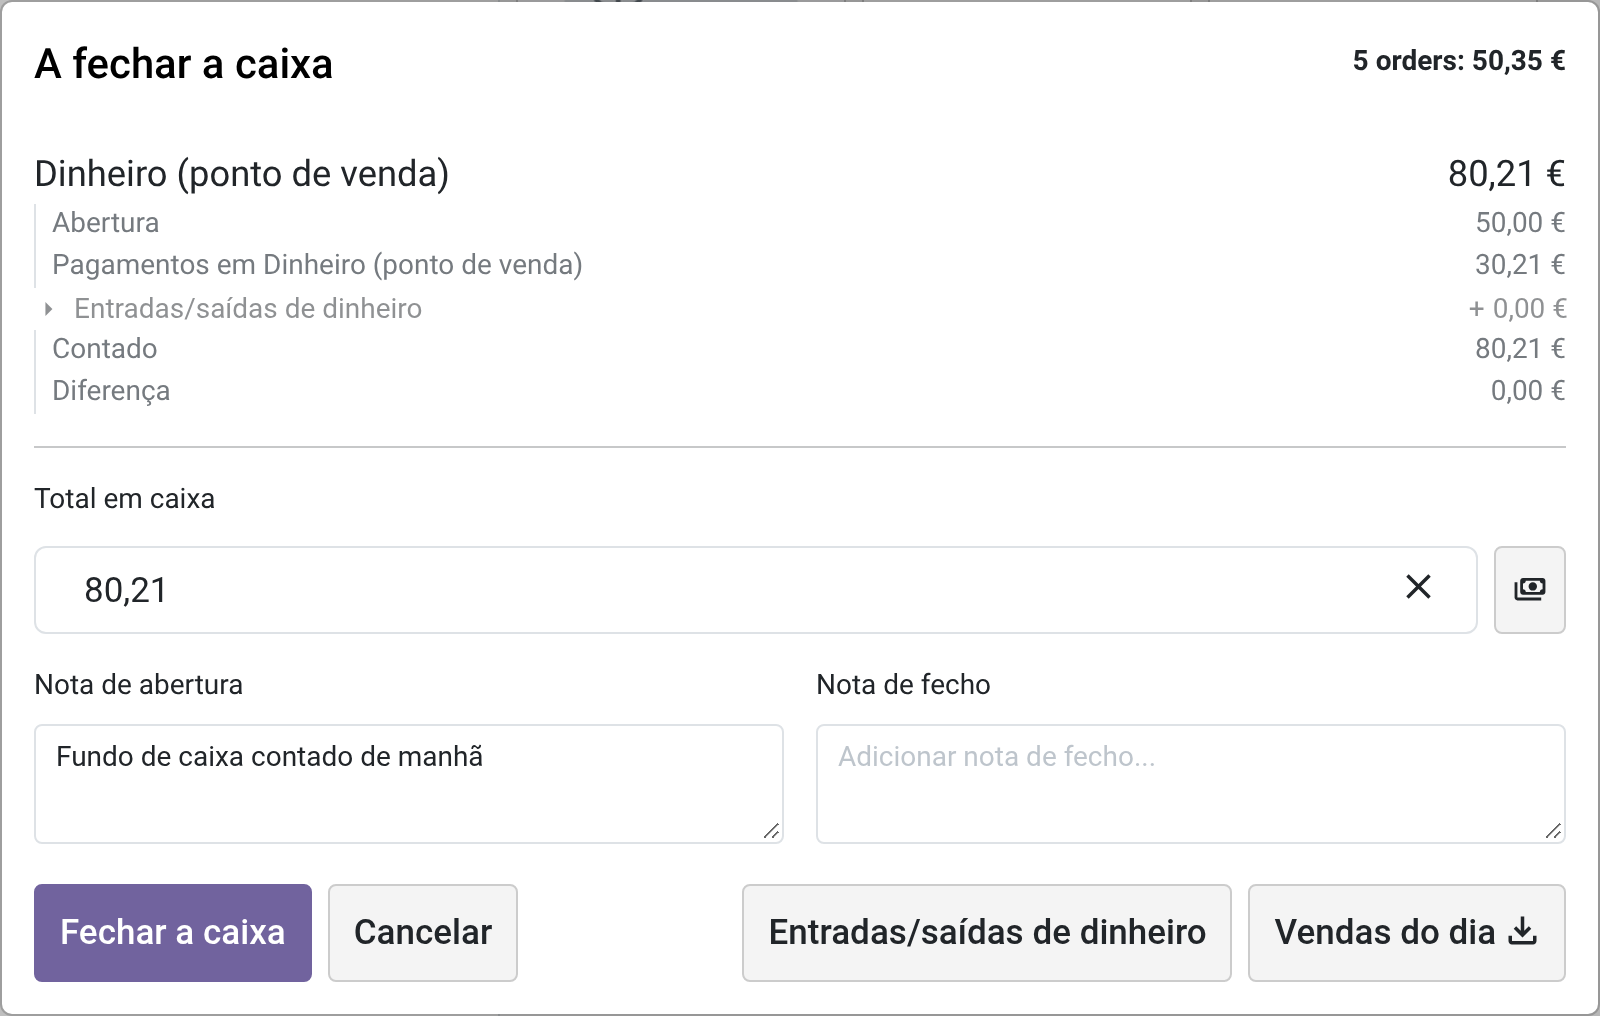 A fechar a caixa
5 orders: 50,35 €
Dinheiro (ponto de venda) 80,21 €
Abertura 50,00 €
Pagamentos em Dinheiro (ponto de venda) 30,21 €
Entradas/saídas de dinheiro + 0,00 €
Contado 80,21 €
Diferença 0,00 €
Total em caixa
80,21
Nota de abertura
Fundo de caixa contado de manhã
Nota de fecho
Adicionar nota de fecho...
Fechar a caixa
Cancelar
Entradas/saídas de dinheiro
Vendas do dia